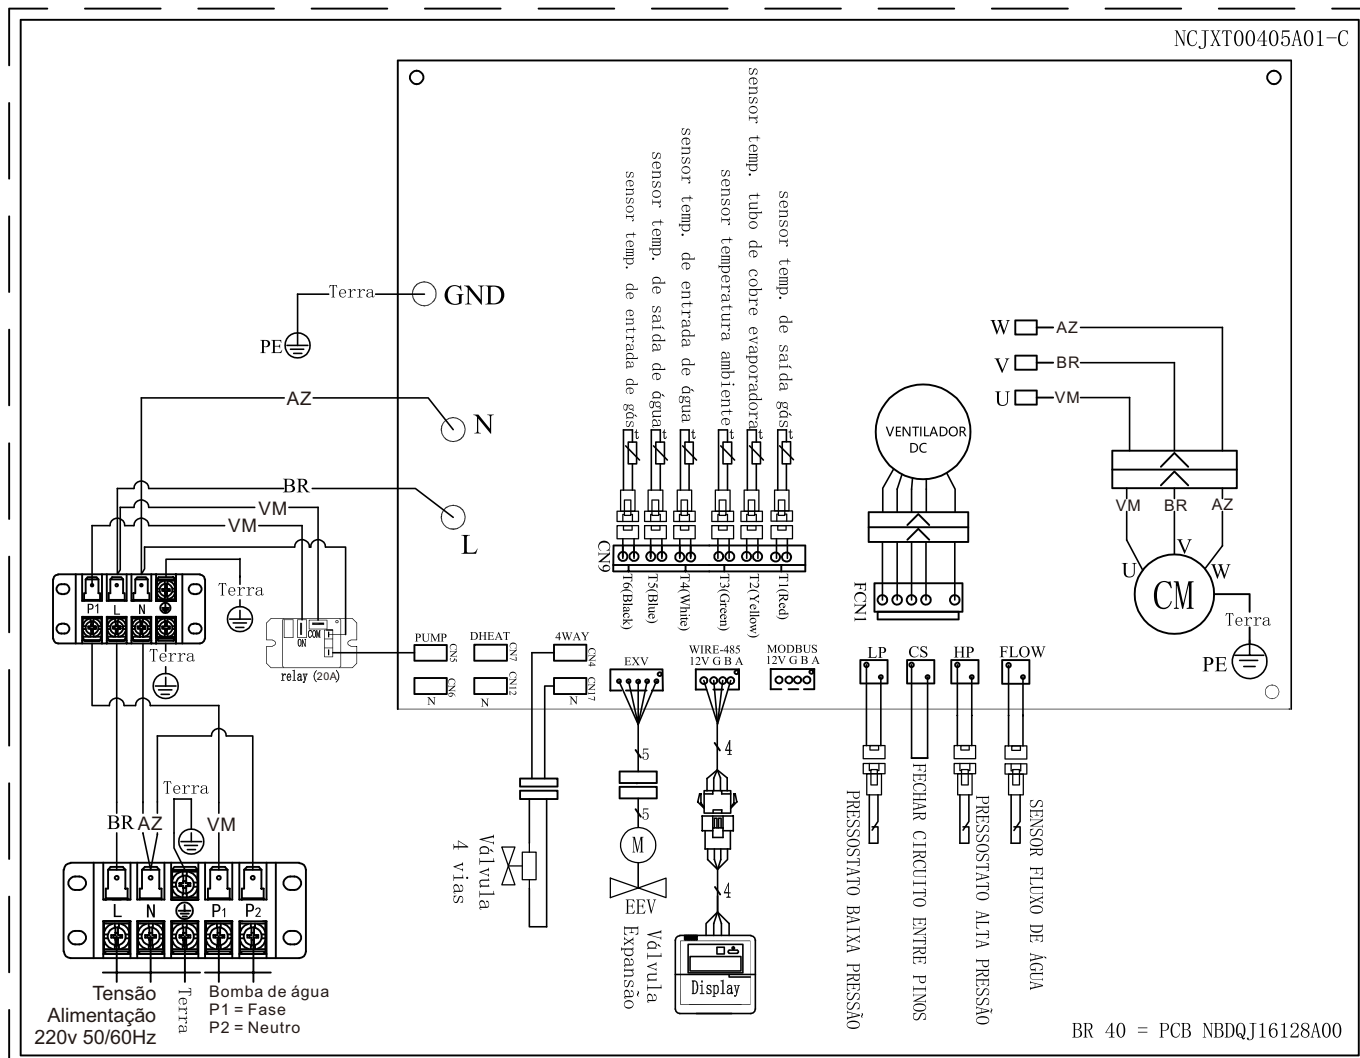 NCJXT00405A01-C
sensor temp. de entrada de gás
sensor temp. de saída de água
sensor temp. de entrada de água
sensor temperatura ambiente
sensor temp. tubo de cobre evaporadora
sensor temp. de saída gás
t
t
t
t
t
t
Terra
GND
PE
AZ
N
BR
L
VM
VM
W
AZ
V
BR
U
VM
VENTILADOR
DC
VM
BR
AZ
U
V
W
CM
Terra
PE
CN9
T6(Black)
T5(Blue)
T4(White)
T3(Green)
T2(Yellow)
T1(Red)
FCN1
P1
L
N
Terra
Terra
ON
COM
relay (20A)
PUMP
CN5
CN6
N
DHEAT
CN7
CN12
N
4WAY
CN4
CN17
N
EXV
WIRE-485
12V G B A
MODBUS
12V G B A
LP
CS
HP
FLOW
5
5
M
EEV
Válvula
Expansão
4
4
Display
Válvula
4 vias
PRESSOSTATO BAIXA PRESSÃO
FECHAR CIRCUITO ENTRE PINOS
PRESSOSTATO ALTA PRESSÃO
SENSOR FLUXO DE ÁGUA
Terra
BR
AZ
VM
L
N
P1
P2
Tensão
Alimentação
220v 50/60Hz
Terra
Bomba de água
P1 = Fase
P2 = Neutro
BR 40 = PCB NBDQJ16128A00